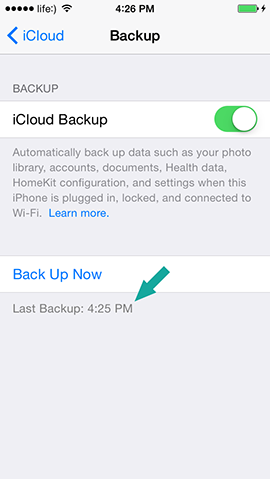 life:) 4:26 PM
iCloud Backup
BACKUP
iCloud Backup
Automatically back up data such as your photo
library, accounts, documents, Health data,
HomeKit configuration, and settings when this
iPhone is plugged in, locked, and connected to
Wi-Fi. Learn more.
Back Up Now
Last Backup: 4:25 PM